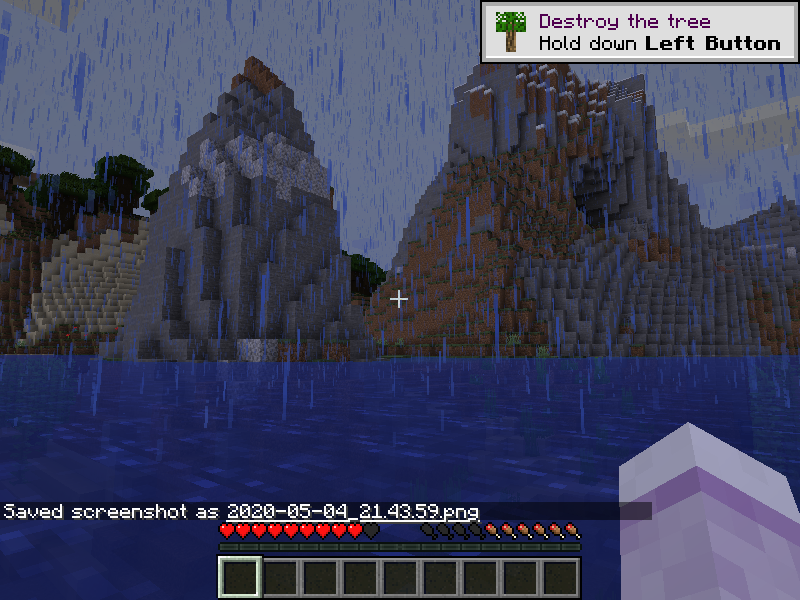 Destroy the tree
Hold down Left Button
Saved screenshot as 2020-05-04_21.43.59.png